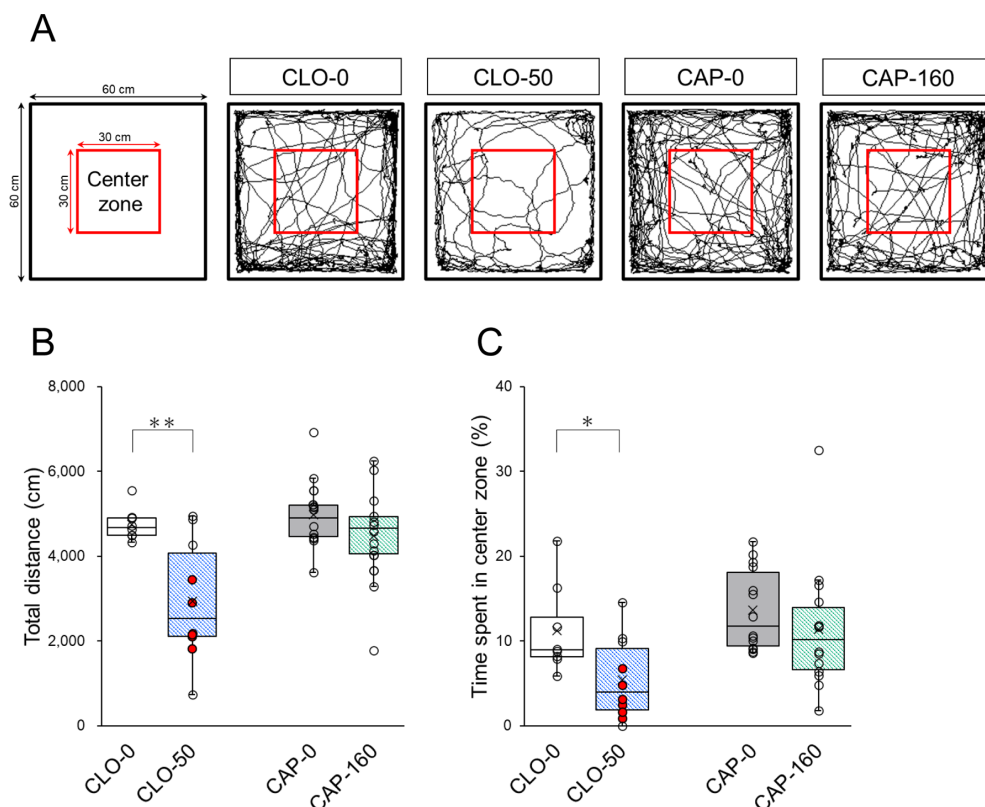 A
CLO-0
CLO-50
CAP-0
CAP-160
60 cm
60 cm
30 cm
30 cm
Center
zone
B
C
Total distance (cm)
8,000
6,000
4,000
2,000
0
**
CLO-0
CLO-50
CAP-0
CAP-160
Time spent in center zone (%)
40
30
20
10
0
*
CLO-0
CLO-50
CAP-0
CAP-160